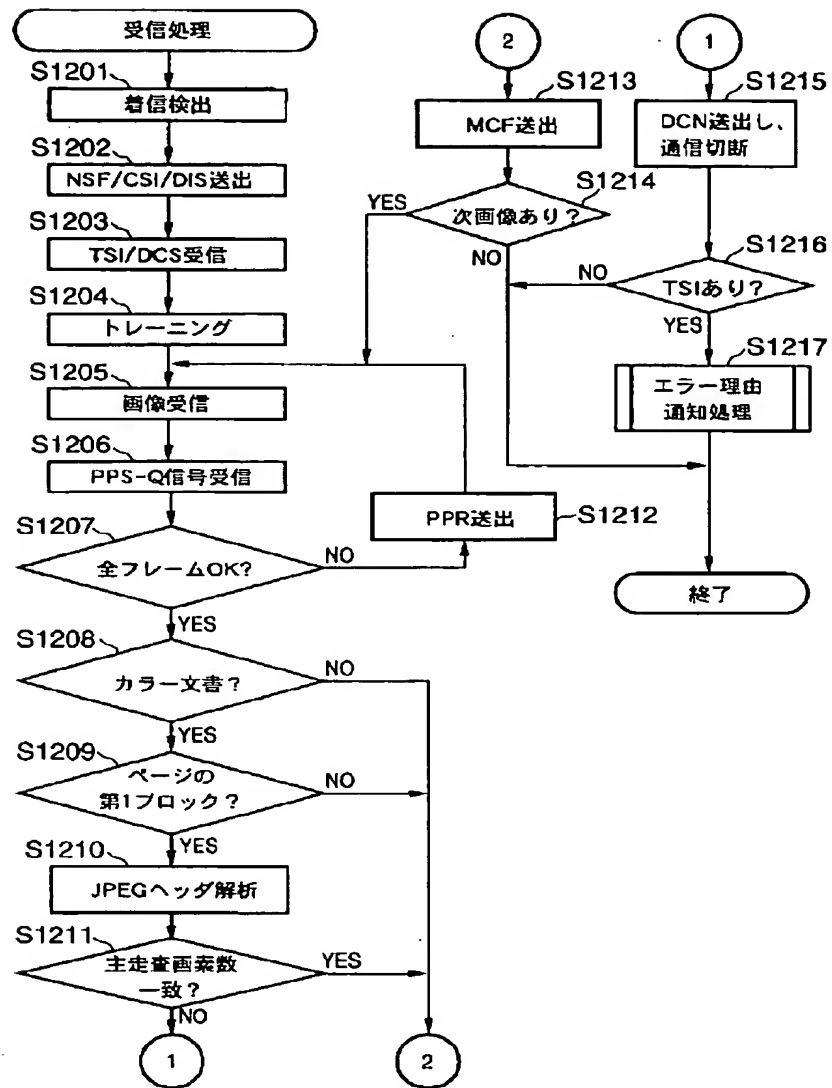 受信処理
S1201
着信検出
S1202
NSF/CSI/DIS送出
S1203
TSI/DCS受信
S1204
トレーニング
S1205
画像受信
S1206
PPS-Q信号受信
S1207
全フレームOK?
NO
YES
S1208
カラー文書?
NO
YES
S1209
ページの
第1ブロック?
NO
YES
S1210
JPEGヘッダ解析
S1211
主走査画素数
一致?
YES
NO
1
2
PPR送出
S1212
2
S1213
MCF送出
S1214
次画像あり?
YES
NO
1
S1215
DCN送出し、
通信切断
S1216
TSIあり?
NO
YES
S1217
エラー理由
通知処理
終了